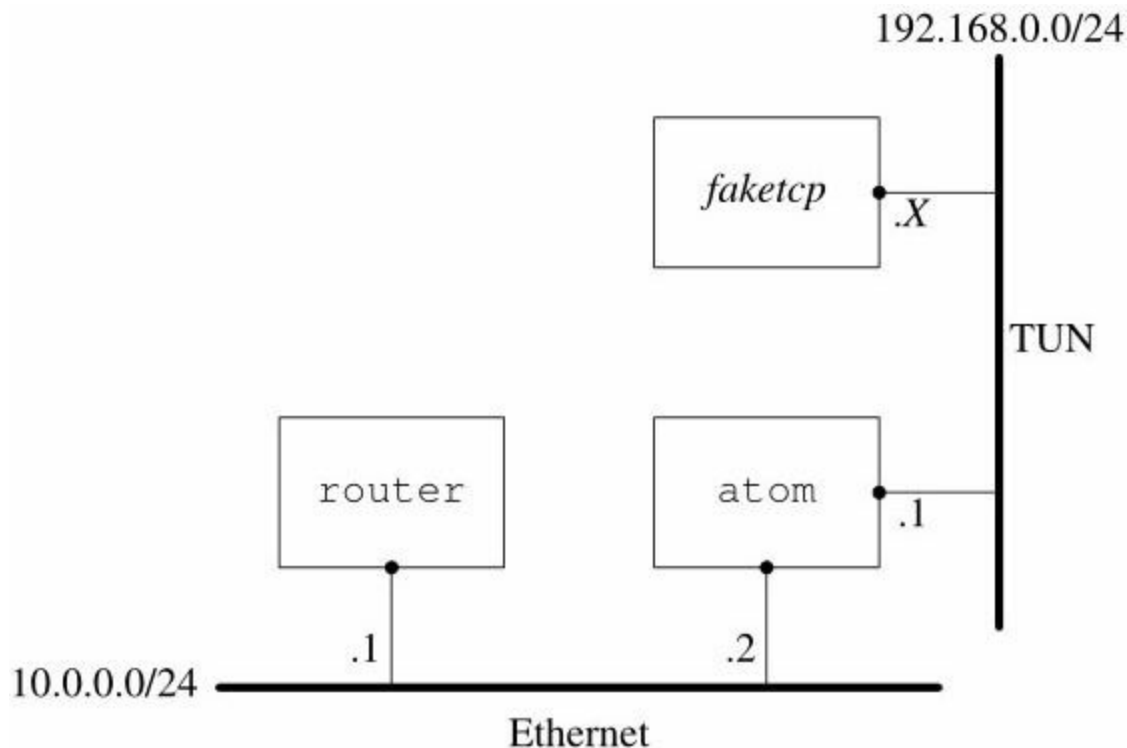 192.168.0.0/24
faketcp
.X
TUN
router
atom
.1
.1
.2
10.0.0.0/24
Ethernet